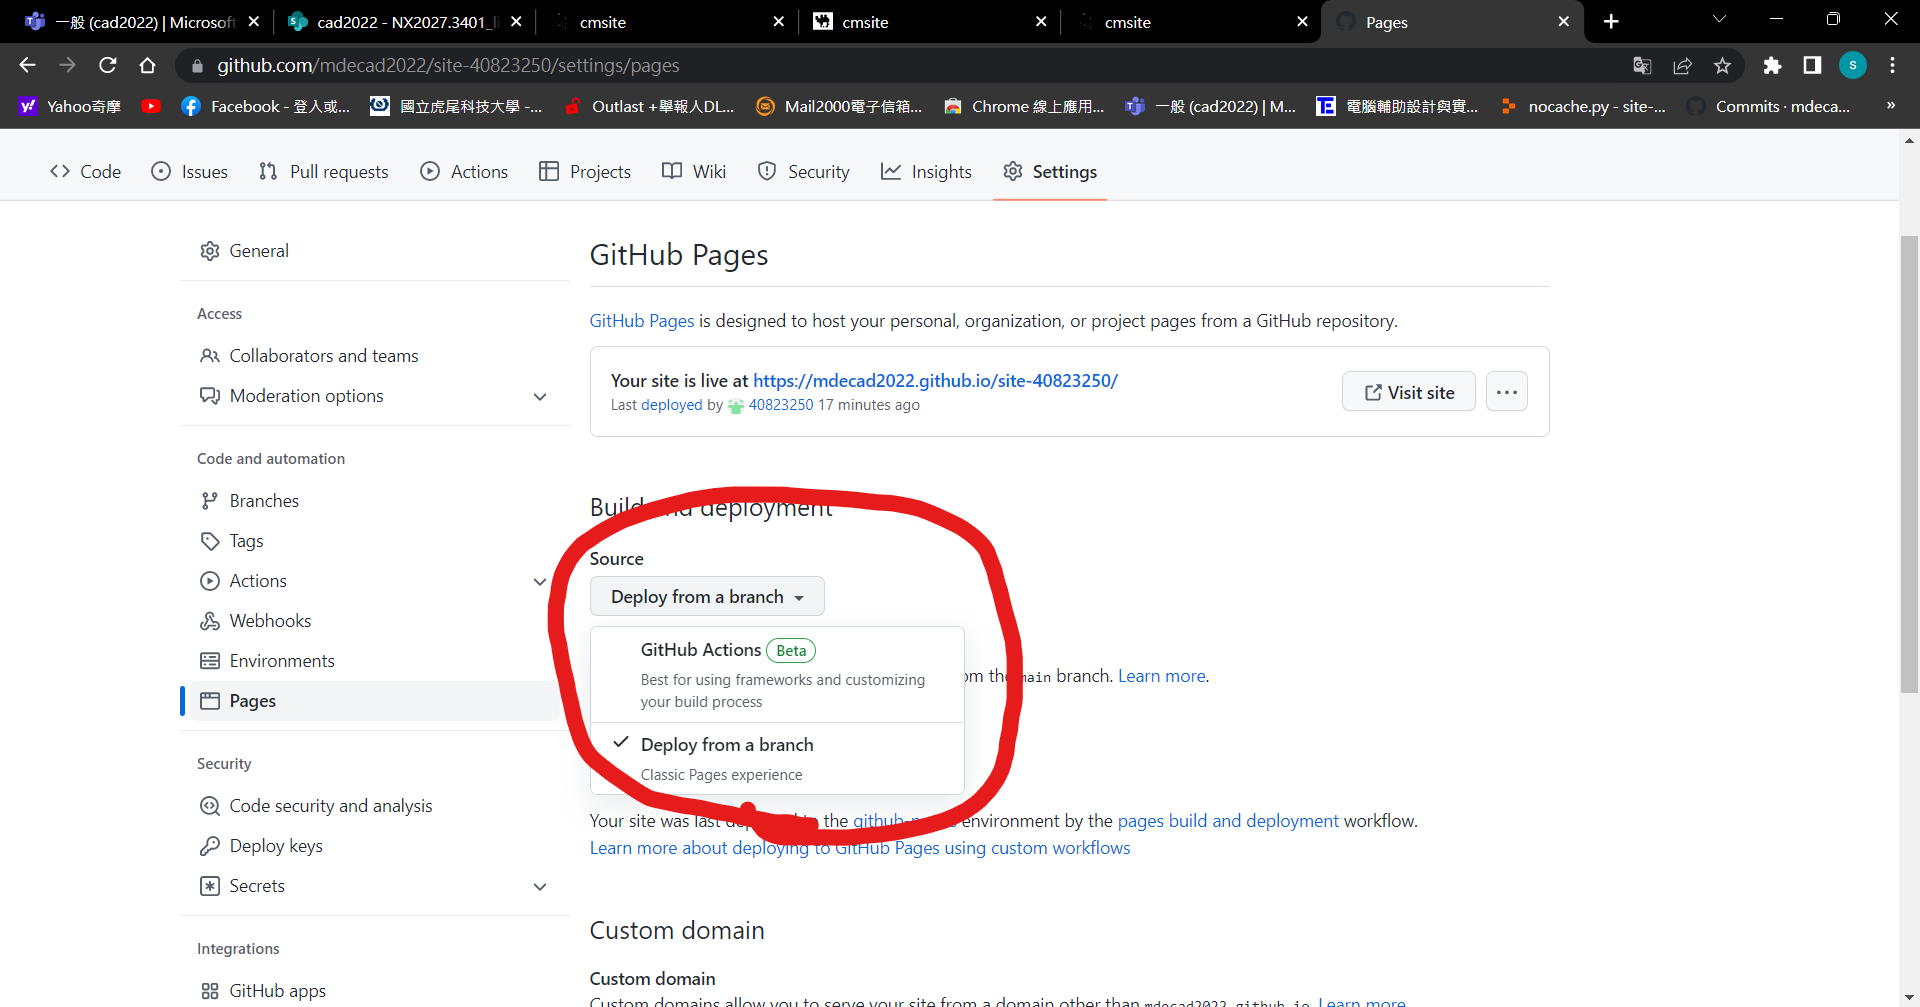 一般 (cad2022) | Microsoft
cad2022 - NX2027.3401_li
cmsite
cmsite
cmsite
Pages
github.com/mdecad2022/site-40823250/settings/pages
s
Yahoo奇摩
Facebook - 登入或...
國立虎尾科技大學 -...
Outlast +舉報人DL...
Mail2000電子信箱...
Chrome 線上應用...
一般 (cad2022) | M...
電腦輔助設計與實...
nocache.py - site-...
Commits · mdeca...
»
Code
Issues
Pull requests
Actions
Projects
Wiki
Security
Insights
Settings
General
Access
Collaborators and teams
Moderation options
Code and automation
Branches
Tags
Actions
Webhooks
Environments
Pages
Security
Code security and analysis
Deploy keys
Secrets
Integrations
GitHub apps
GitHub Pages
GitHub Pages is designed to host your personal, organization, or project pages from a GitHub repository.
Your site is live at https://mdecad2022.github.io/site-40823250/
Last deployed by 40823250 17 minutes ago
Visit site
Build and deployment
Source
Deploy from a branch
GitHub Actions Beta
Best for using frameworks and customizing
your build process
om the main branch. Learn more.
Deploy from a branch
Classic Pages experience
Your site was last deployed to the github-pages environment by the pages build and deployment workflow.
Learn more about deploying to GitHub Pages using custom workflows
Custom domain
Custom domain
Custom domains allow you to serve your site from a domain other than mdecad2022.github.io. Learn more.